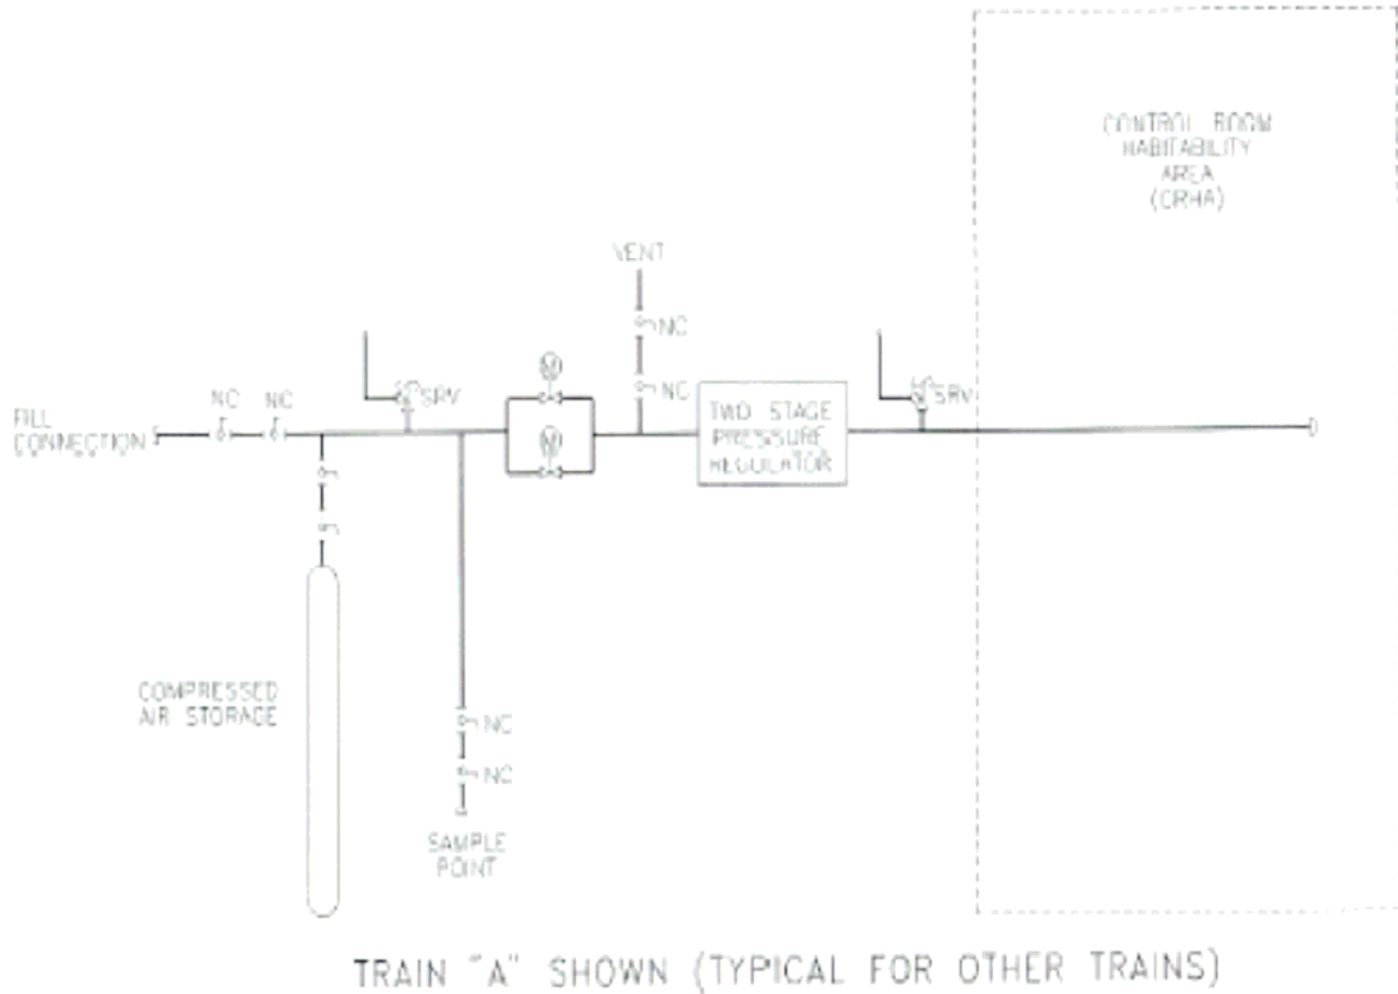 CONTROL ROOM
HABITABILITY
AREA
(CRHA)
VENT
NC
NC
SRV
SRV
NC NC
FILL
CONNECTION
TWO STAGE
PRESSURE
REGULATOR
M
M
COMPRESSED
AIR STORAGE
NC
NC
SAMPLE
POINT
TRAIN "A" SHOWN (TYPICAL FOR OTHER TRAINS)